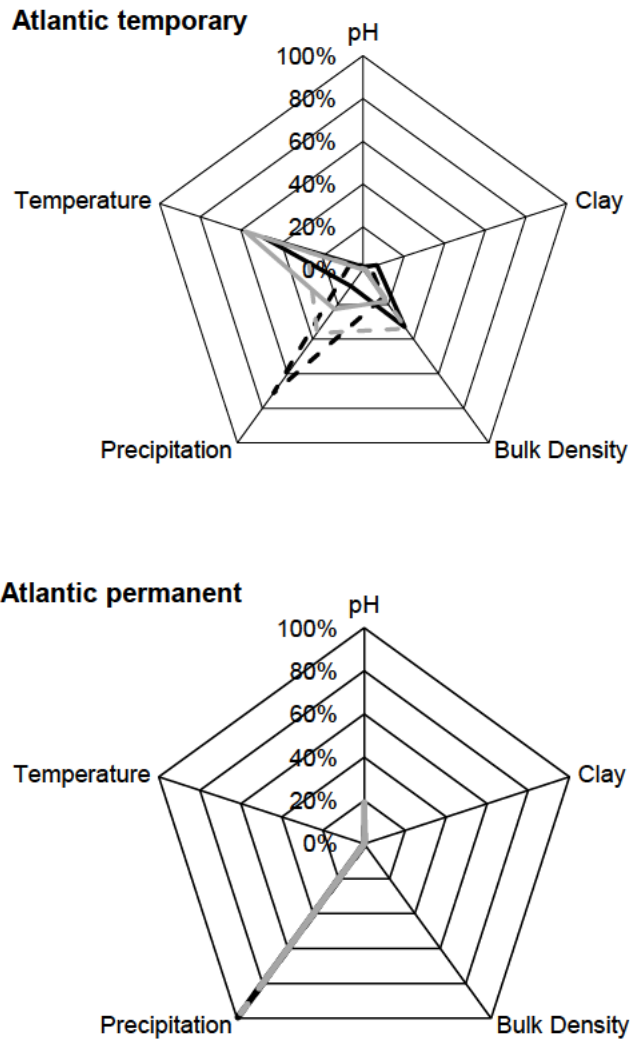 Atlantic temporary
pH
100%
80%
60%
Temperature
Clay
40%
20%
0%
Precipitation
Bulk Density
Atlantic permanent
pH
100%
80%
60%
Temperature
Clay
40%
20%
0%
Precipitation
Bulk Density